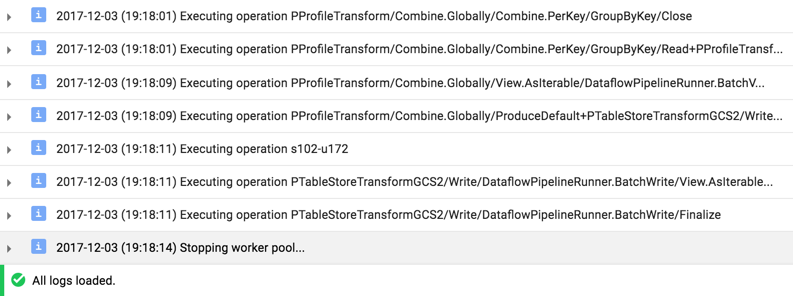 2017-12-03 (19:18:01) Executing operation PProfileTransform/Combine.Globally/Combine.PerKey/GroupByKey/Close
2017-12-03 (19:18:01) Executing operation PProfileTransform/Combine.Globally/Combine.PerKey/GroupByKey/Read+PProfileTransf...
2017-12-03 (19:18:09) Executing operation PProfileTransform/Combine.Globally/View.AsIterable/DataflowPipelineRunner.BatchV...
2017-12-03 (19:18:09) Executing operation PProfileTransform/Combine.Globally/ProduceDefault+PTableStoreTransformGCS2/Write...
2017-12-03 (19:18:11) Executing operation s102-u172
2017-12-03 (19:18:11) Executing operation PTableStoreTransformGCS2/Write/DataflowPipelineRunner.BatchWrite/View.AsIterable...
2017-12-03 (19:18:11) Executing operation PTableStoreTransformGCS2/Write/DataflowPipelineRunner.BatchWrite/Finalize
2017-12-03 (19:18:14) Stopping worker pool...
All logs loaded.